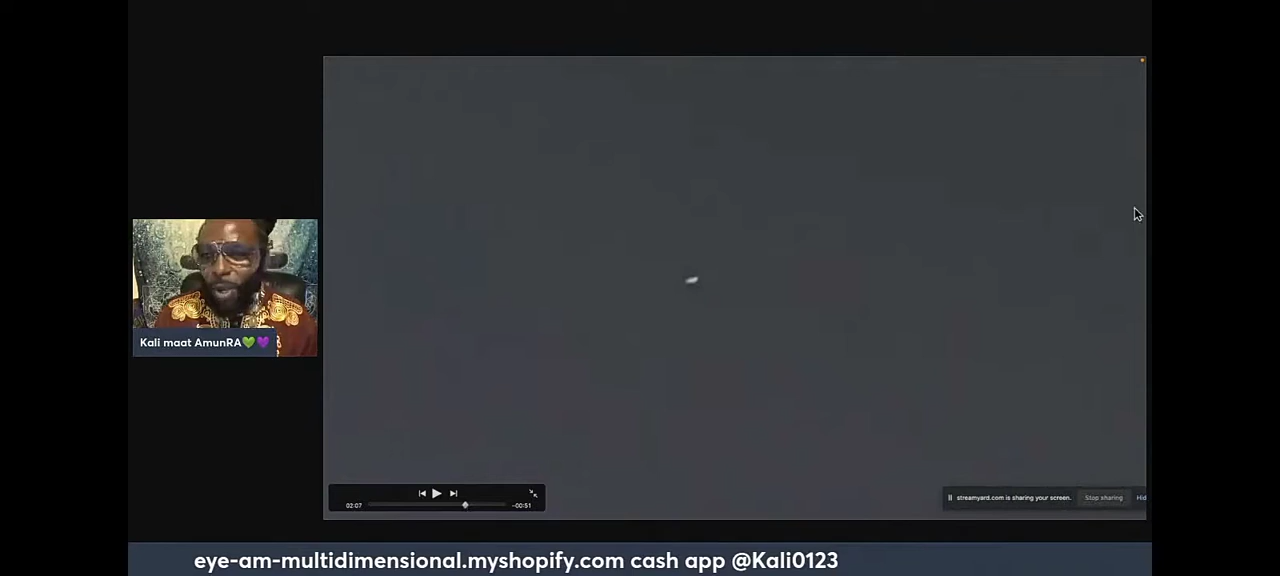 Kali maat AmunRA💚💜
02:07
-00:51
streamyard.com is sharing your screen.
Stop sharing
Hid
eye-am-multidimensional.myshopify.com cash app @Kali0123